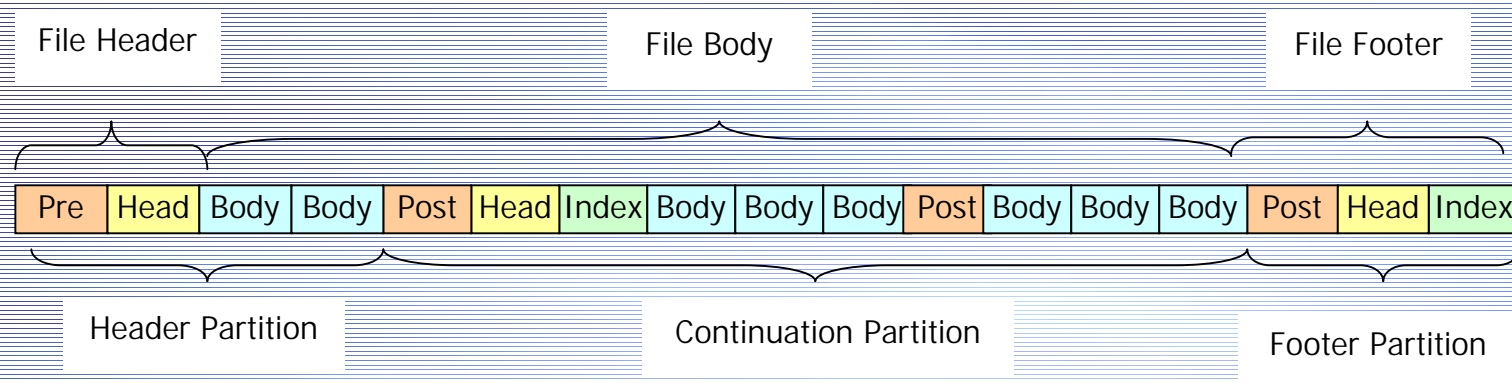 File Header
File Body
File Footer
Pre Head Body Body Post Head Index Body Body Body Post Body Body Body Post Head Index
Header Partition
Continuation Partition
Footer Partition